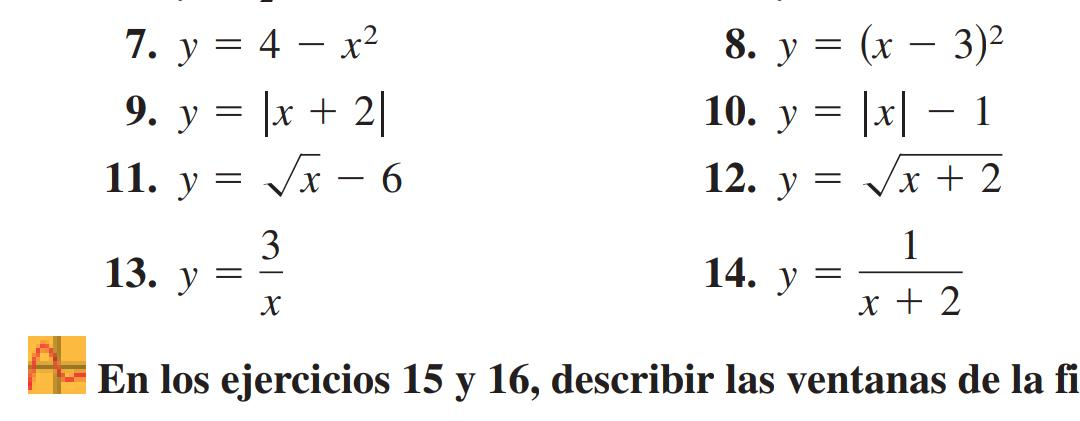 7. y = 4 − x² 8. y = (x − 3)²
9. y = |x + 2| 10. y = |x| − 1
11. y = √x − 6 12. y = √(x + 2)
13. y = 3/x 14. y = 1/(x + 2)
En los ejercicios 15 y 16, describir las ventanas de la fi